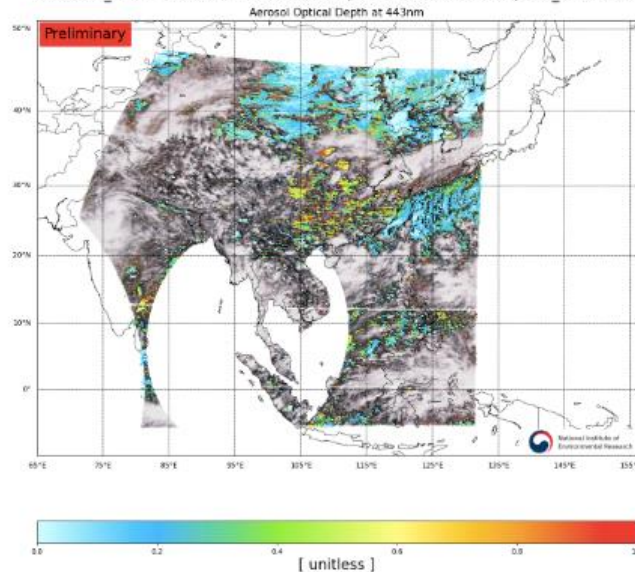 Aerosol Optical Depth at 443nm
Preliminary
50°N
40°N
30°N
20°N
10°N
0°
National Institute of
Environmental Research
65°E 75°E 85°E 95°E 105°E 115°E 125°E 135°E 145°E 155°E
0.0 0.2 0.4 0.6 0.8
[ unitless ]